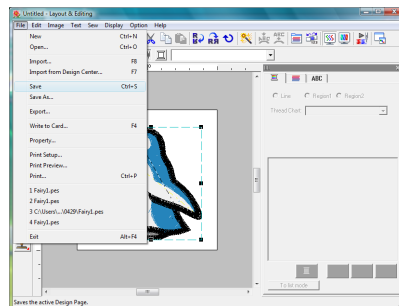 Untitled - Layout & Editing
File Edit Image Text Sew Display Option Help
New Ctrl+N
Open... Ctrl+O
Import... F8
Import from Design Center... F7
Save Ctrl+S
Save As...
Export...
Write to Card... F4
Property...
Print Setup...
Print Preview...
Print... Ctrl+P
1 Fairy1.pes
2 Fairy1.pes
3 C:\Users\...\0429\Fairy1.pes
4 Fairy1.pes
Exit Alt+F4
ABC
Line Region1 Region2
Thread Chart
To list mode
Saves the active Design Page.